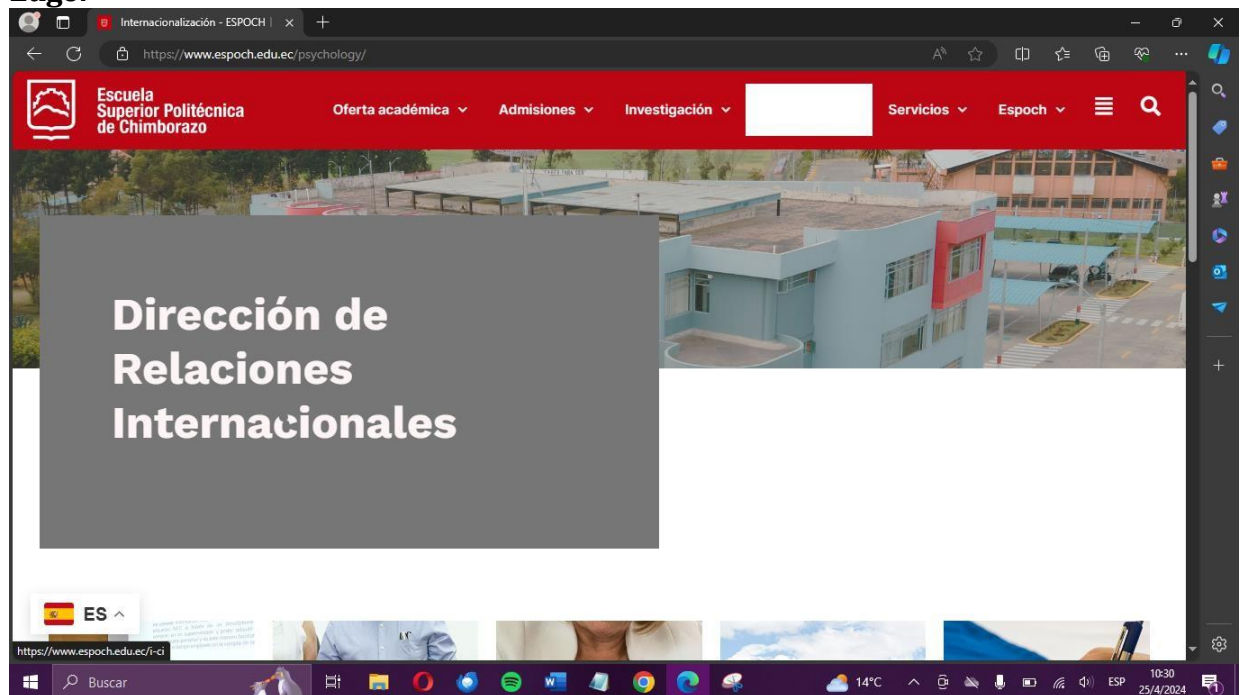 Edge.
Internacionalización - ESPOCH |
https://www.espoch.edu.ec/psychology/
Escuela
Superior Politécnica
de Chimborazo
Oferta académica
Admisiones
Investigación
Servicios
Espoch
Dirección de
Relaciones
Internacionales
ES
https://www.espoch.edu.ec/i-ci
Buscar
14°C
ESP
10:30
25/4/2024